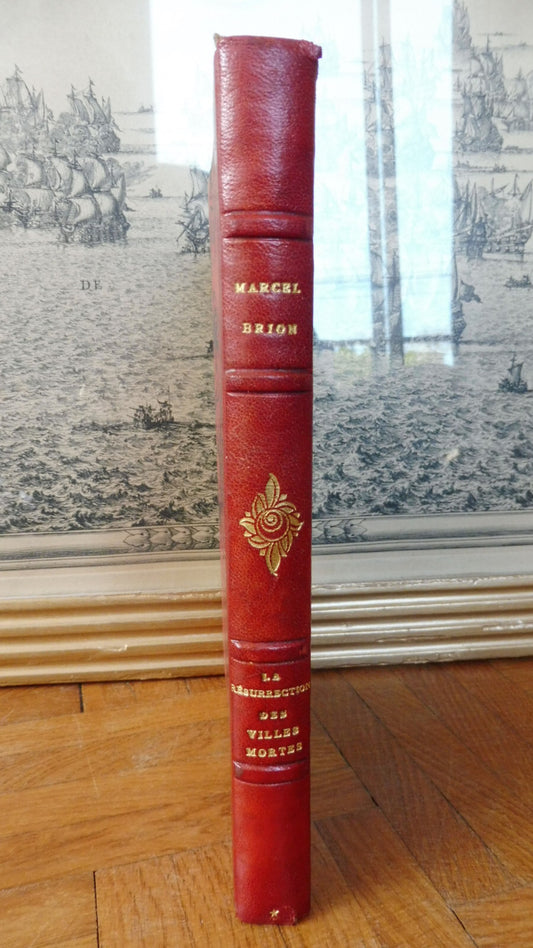 DE
MARCEL
BRION
LA
RÉSURRECTION
DES
VILLES
MORTES